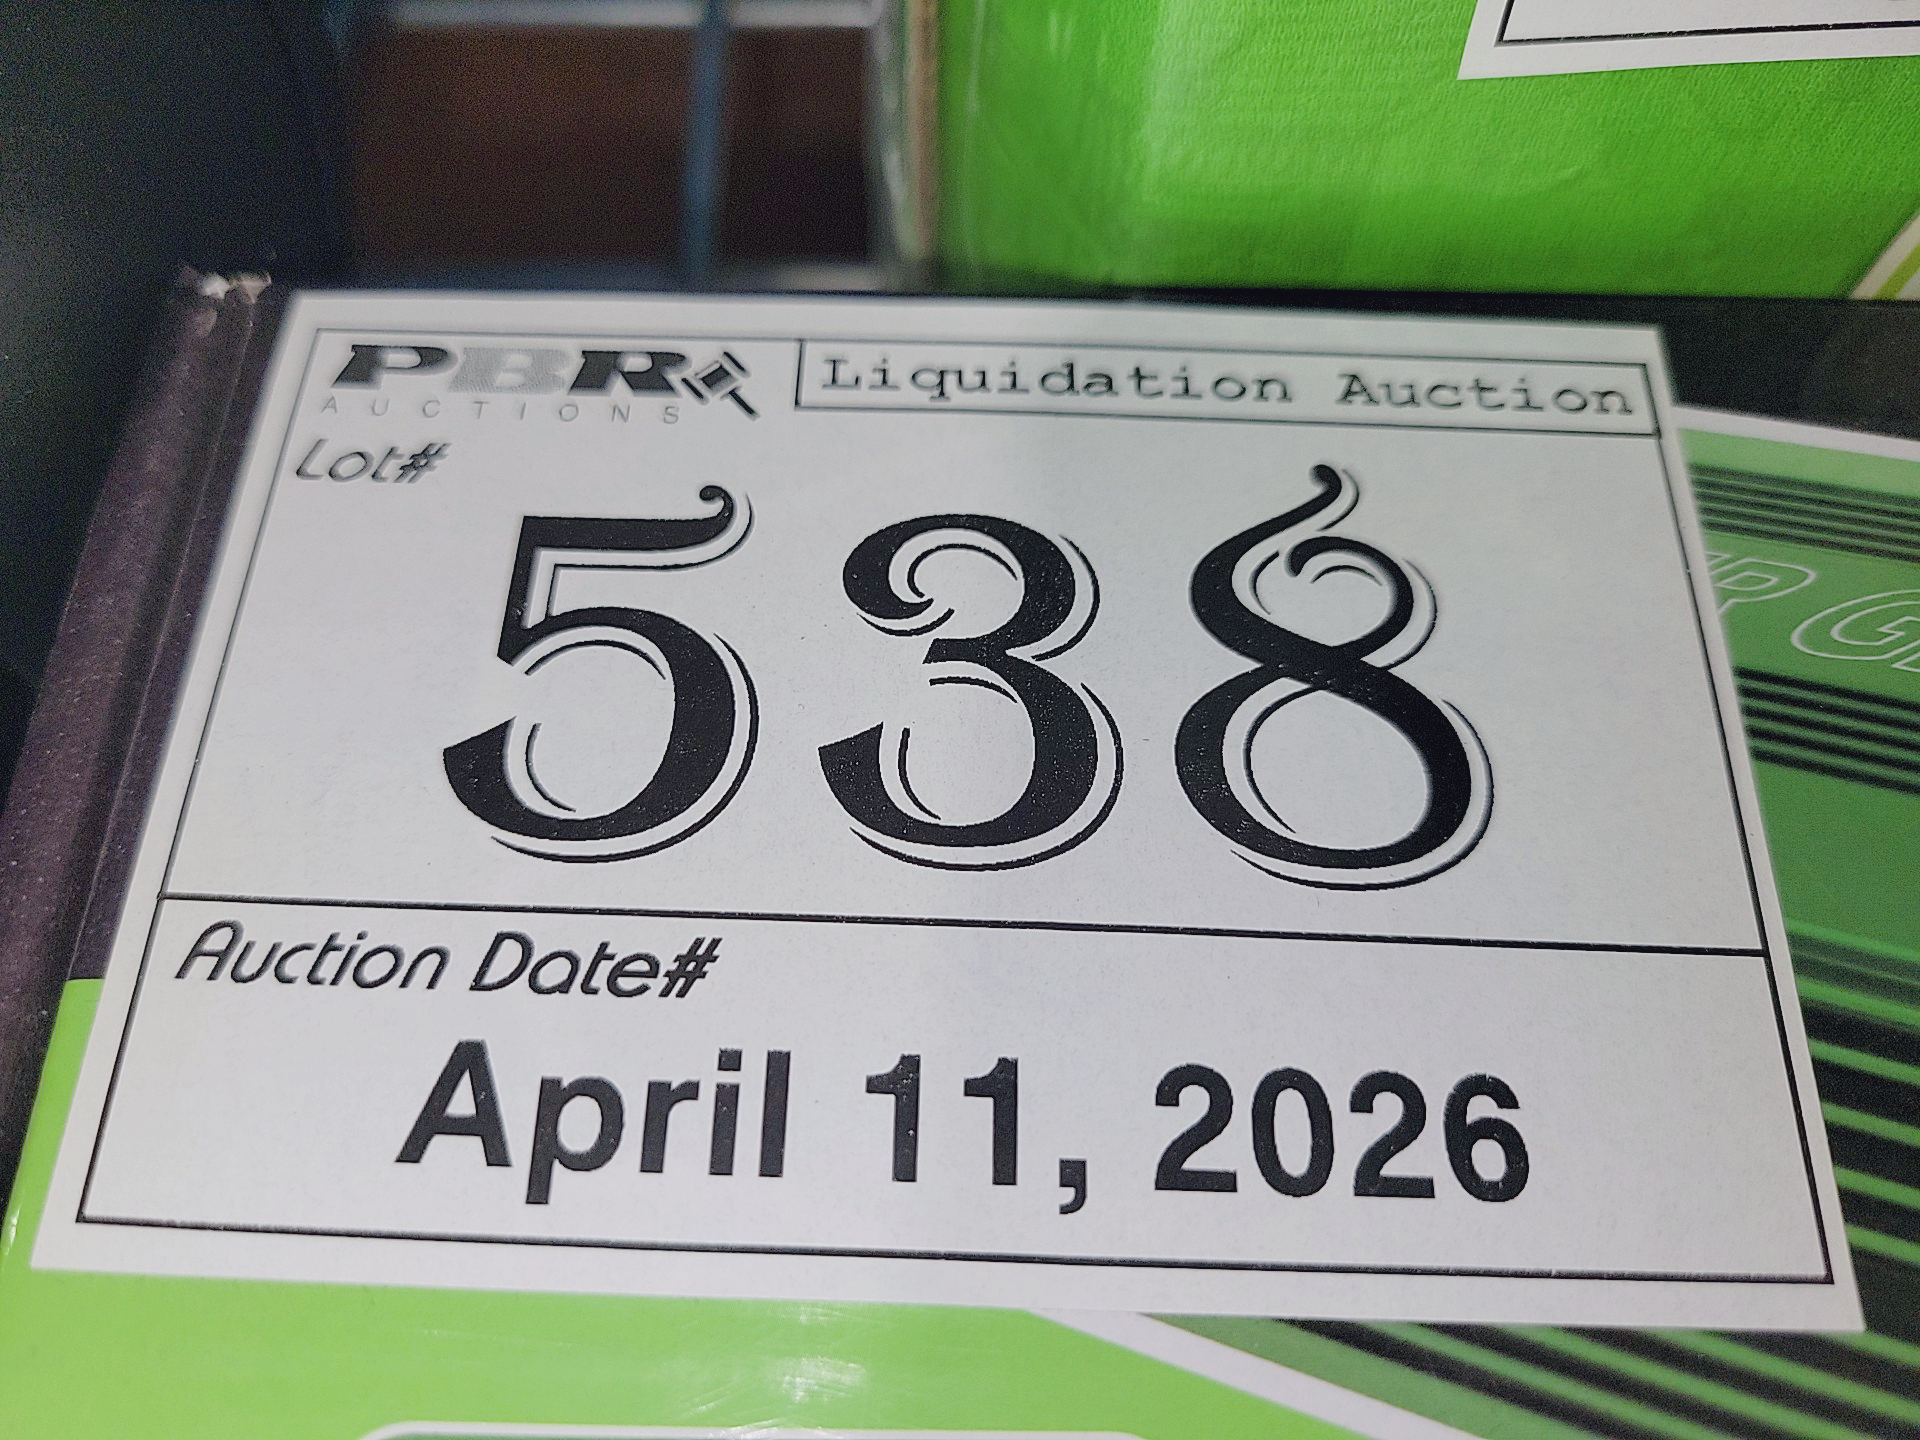 PBR
AUCTIONS
Liquidation Auction
Lot#
538
Auction Date#
April 11, 2026